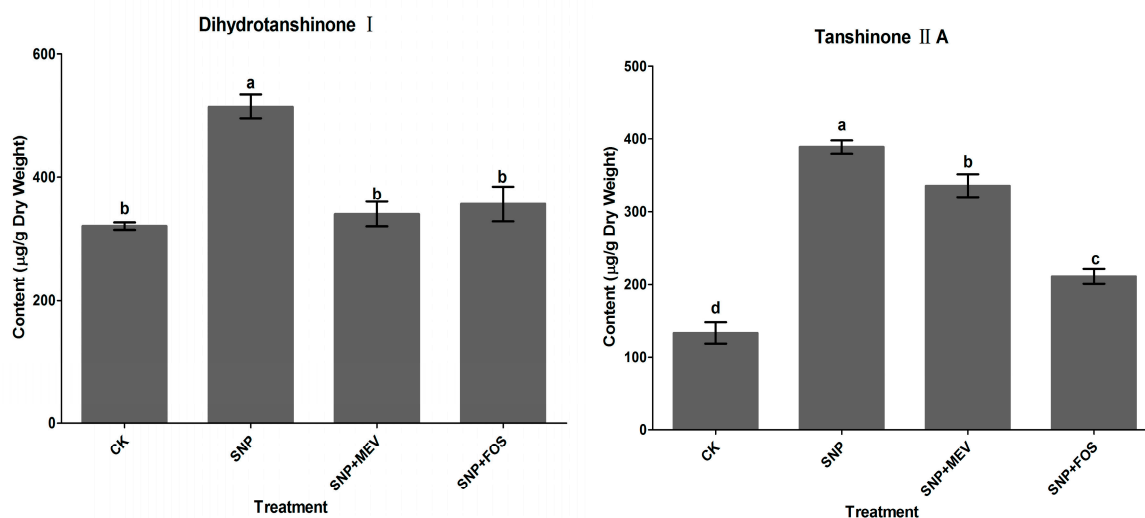 Dihydrotanshinone Ⅰ
Content (μg/g Dry Weight)
600
400
200
0
b
a
b
b
CK
SNP
SNP+MEV
SNP+FOS
Treatment
Tanshinone Ⅱ A
Content (μg/g Dry Weight)
500
400
300
200
100
0
d
a
b
c
CK
SNP
SNP+MEV
SNP+FOS
Treatment